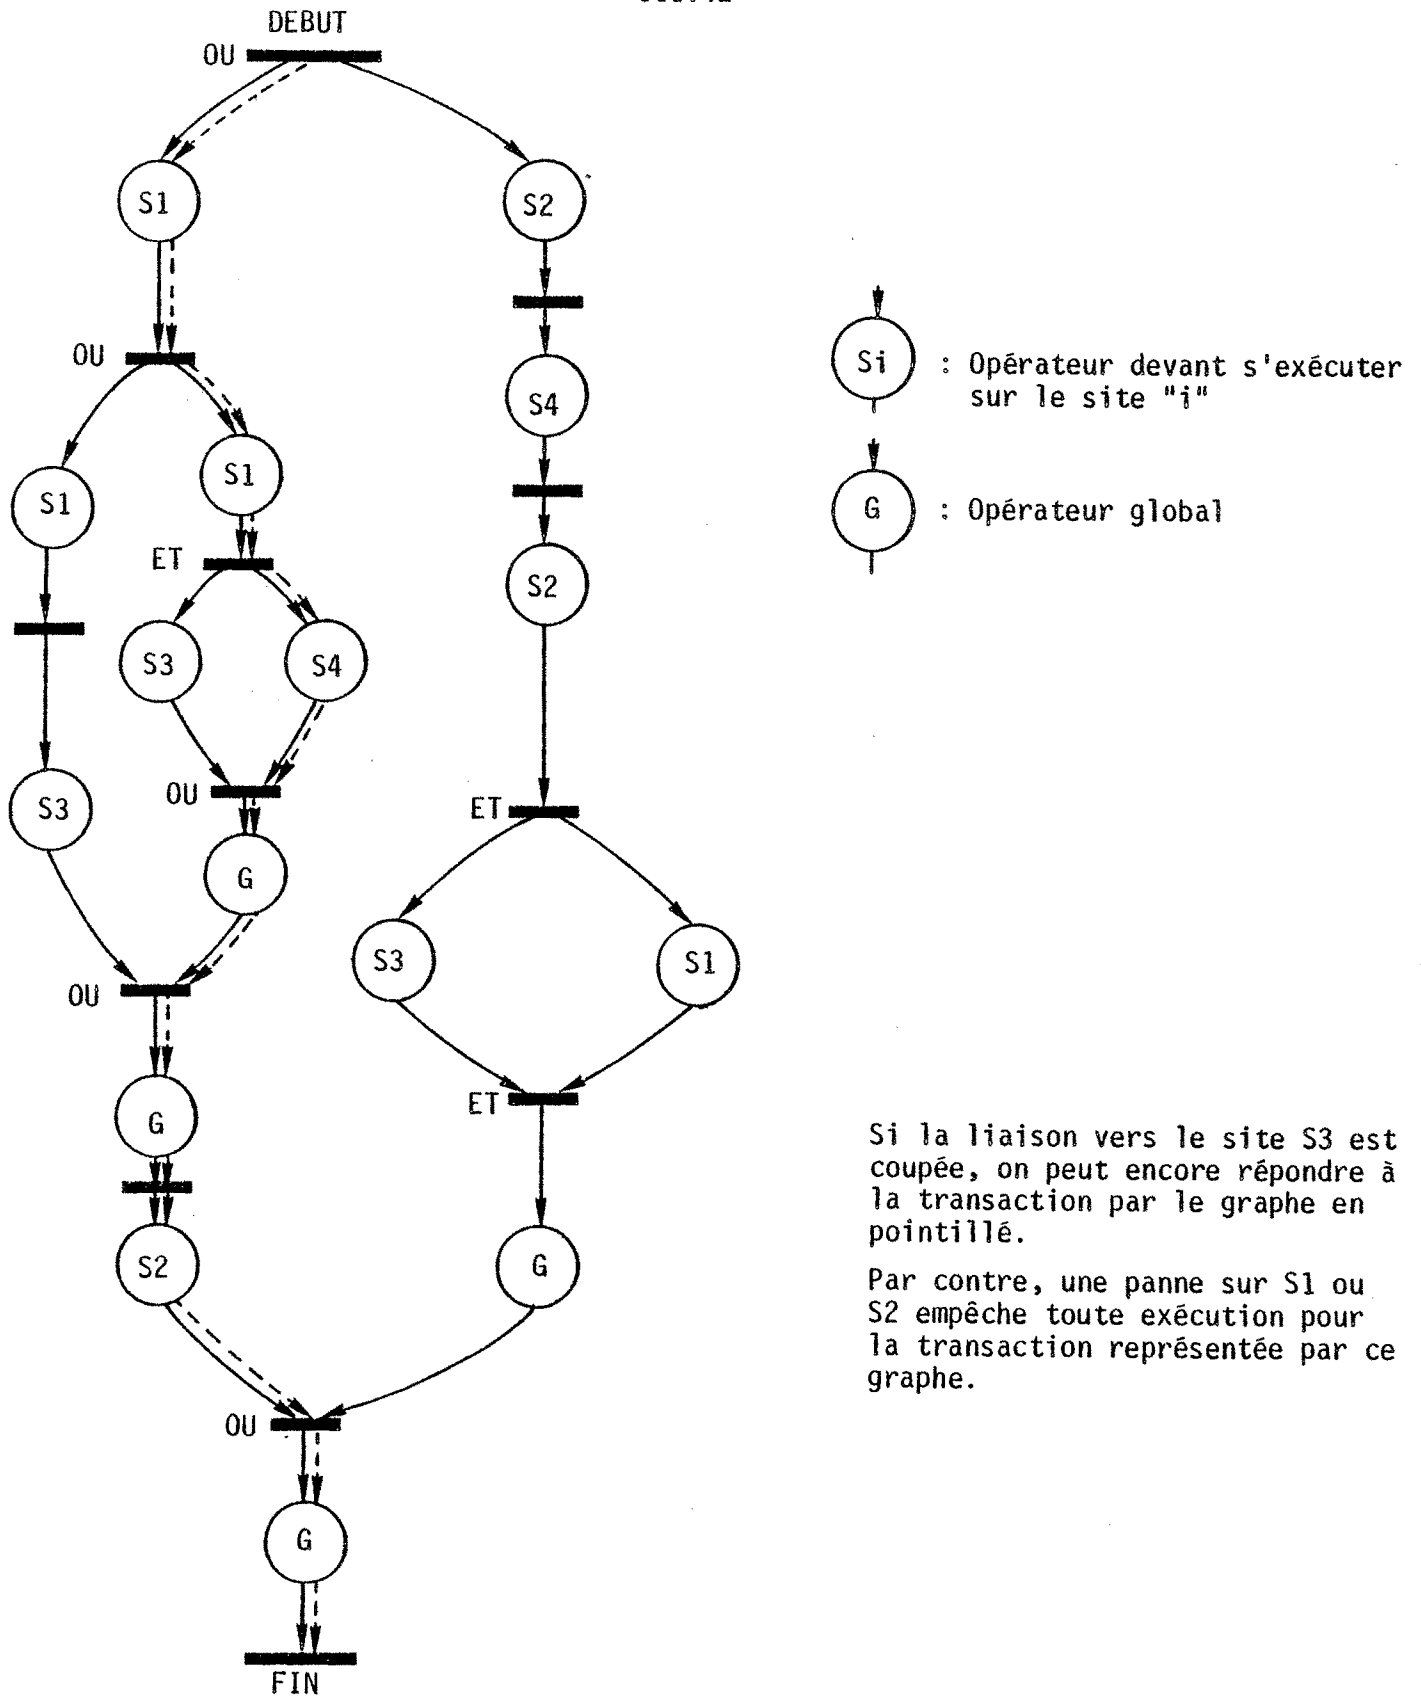 DEBUT
OU
S1
S2
OU
S1
S1
S4
ET
S2
S3
S4
OU
S3
G
ET
S3
S1
OU
G
ET
S2
G
OU
G
FIN
Si : Opérateur devant s'exécuter
sur le site "i"
G : Opérateur global
Si la liaison vers le site S3 est
coupée, on peut encore répondre à
la transaction par le graphe en
pointillé.
Par contre, une panne sur S1 ou
S2 empêche toute exécution pour
la transaction représentée par ce
graphe.